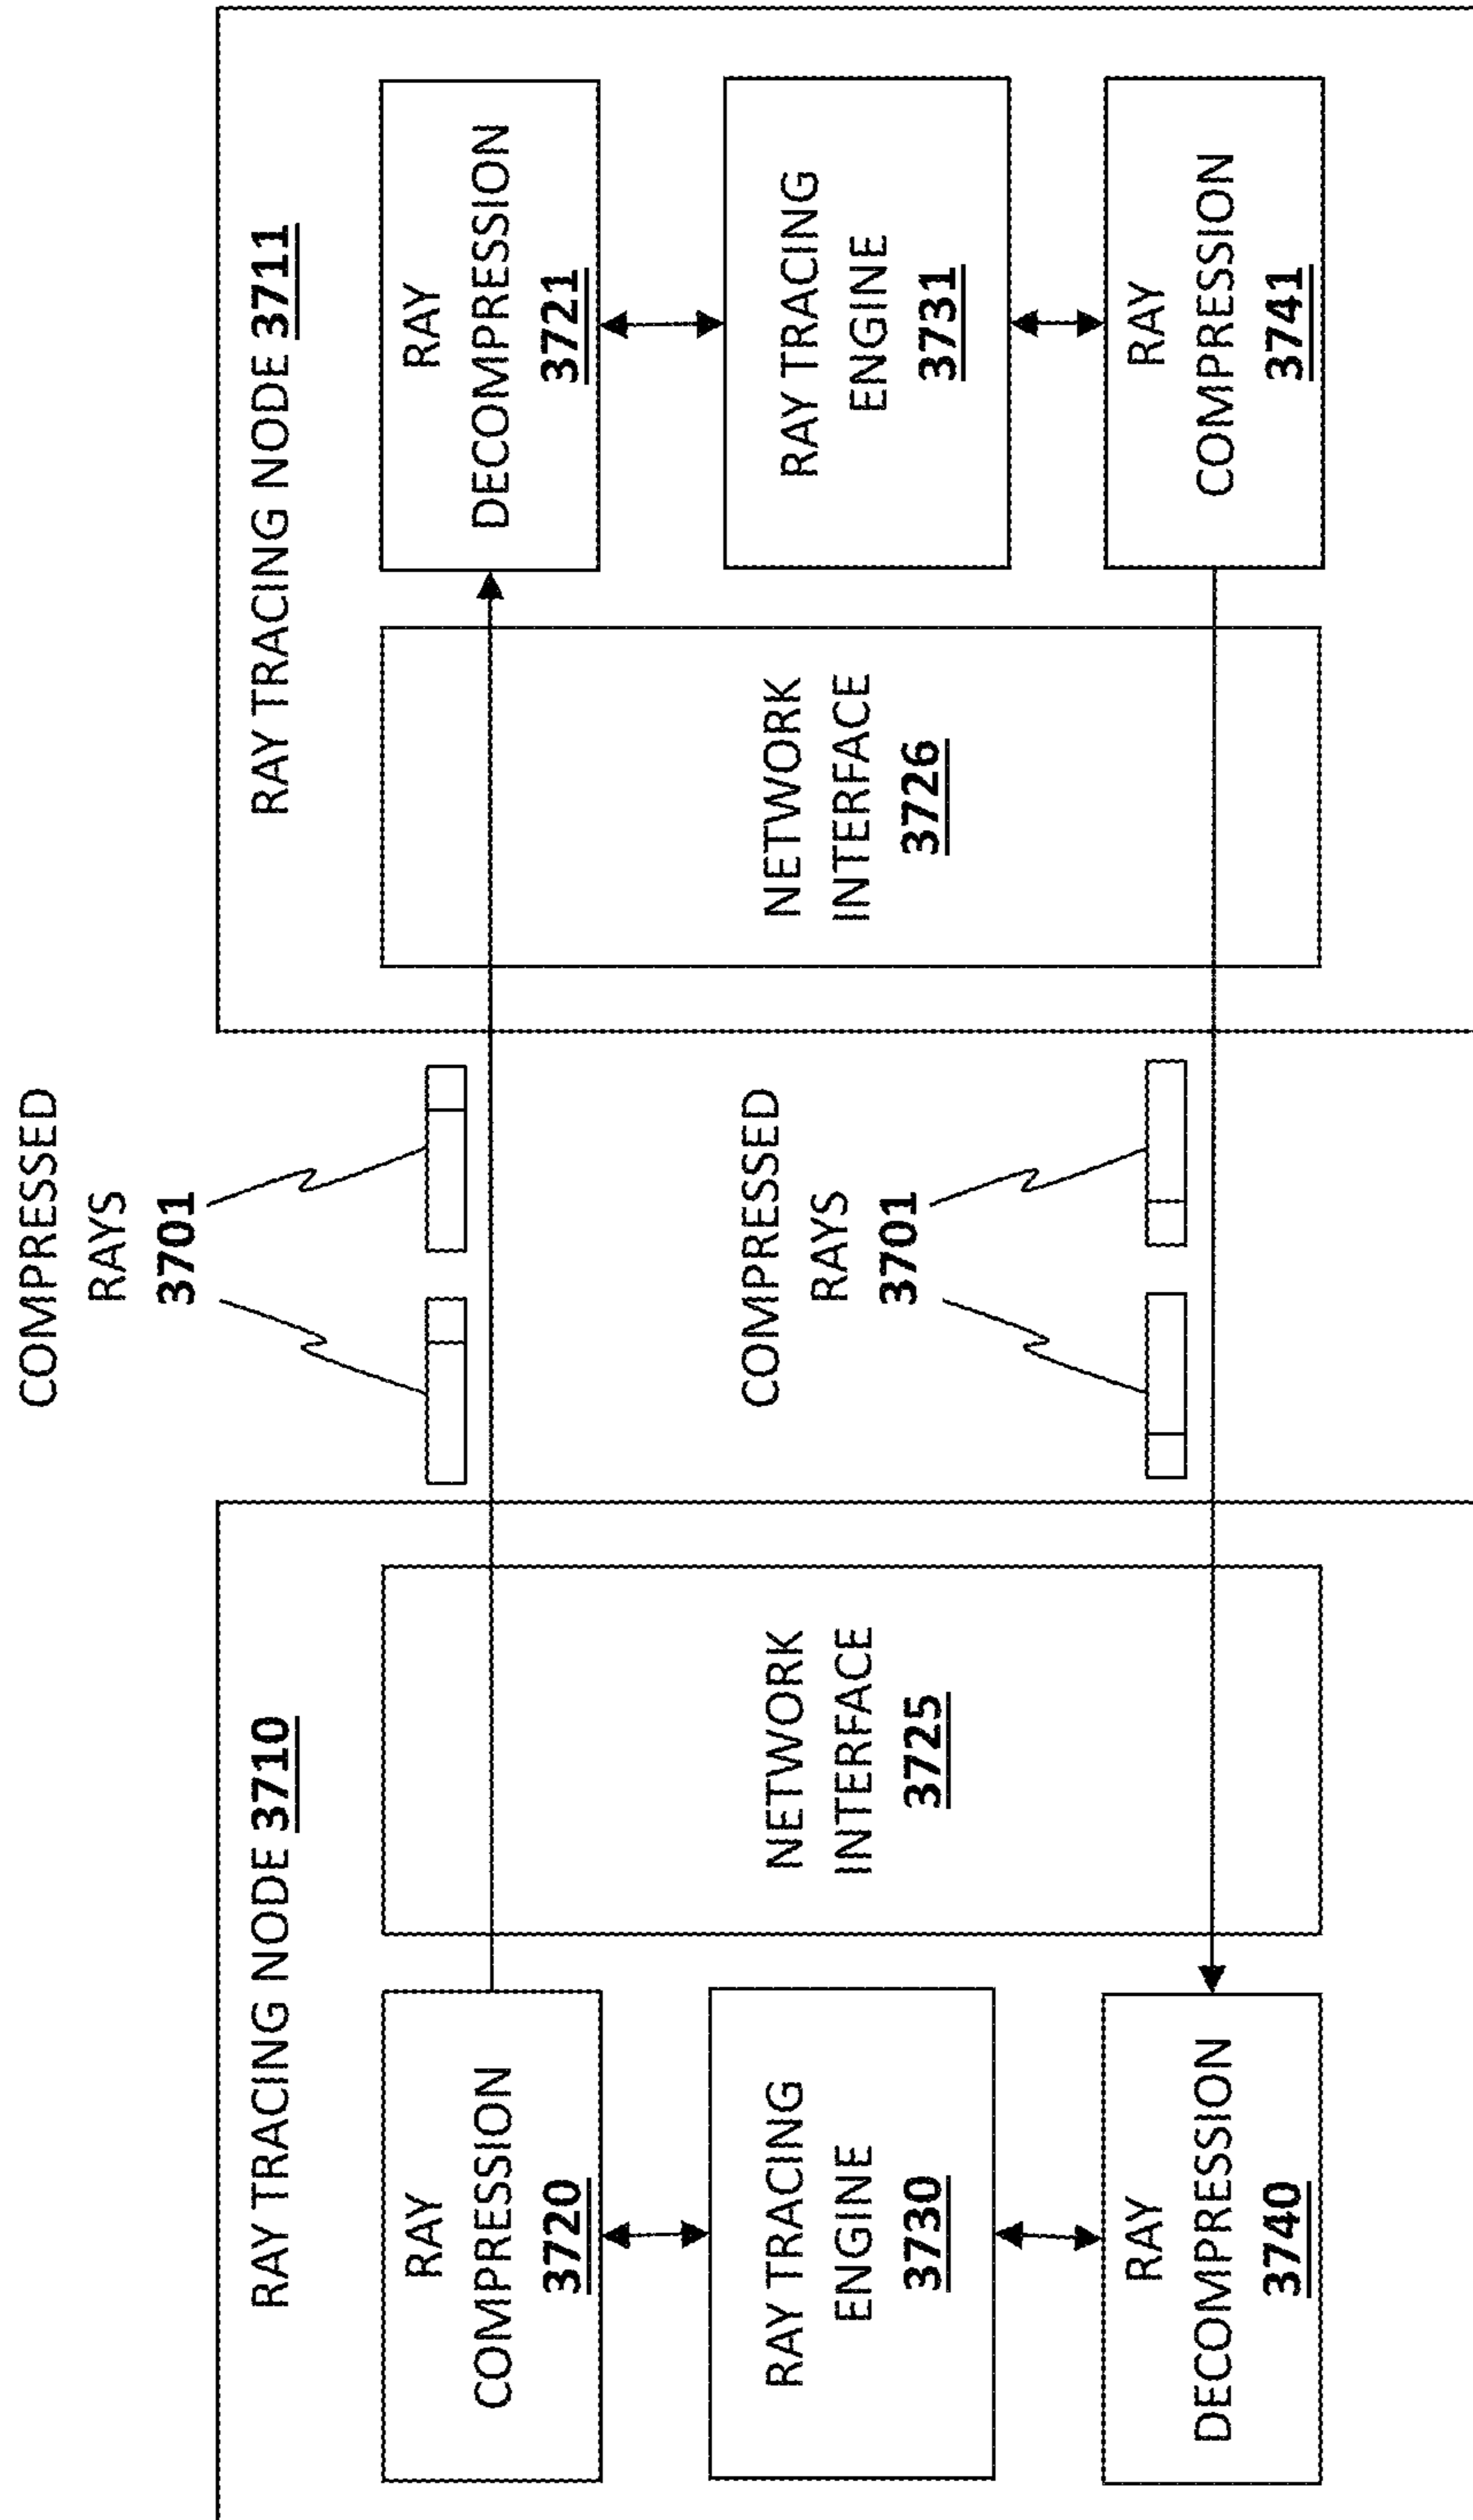 COMPRESSED
RAYS
3701
RAY TRACING NODE 3710
RAY
COMPRESSION
3720
RAY TRACING
ENGINE
3730
RAY
DECOMPRESSION
3740
NETWORK
INTERFACE
3725
COMPRESSED
RAYS
3701
RAY TRACING NODE 3711
NETWORK
INTERFACE
3726
RAY
DECOMPRESSION
3721
RAY TRACING
ENGINE
3731
RAY
COMPRESSION
3741